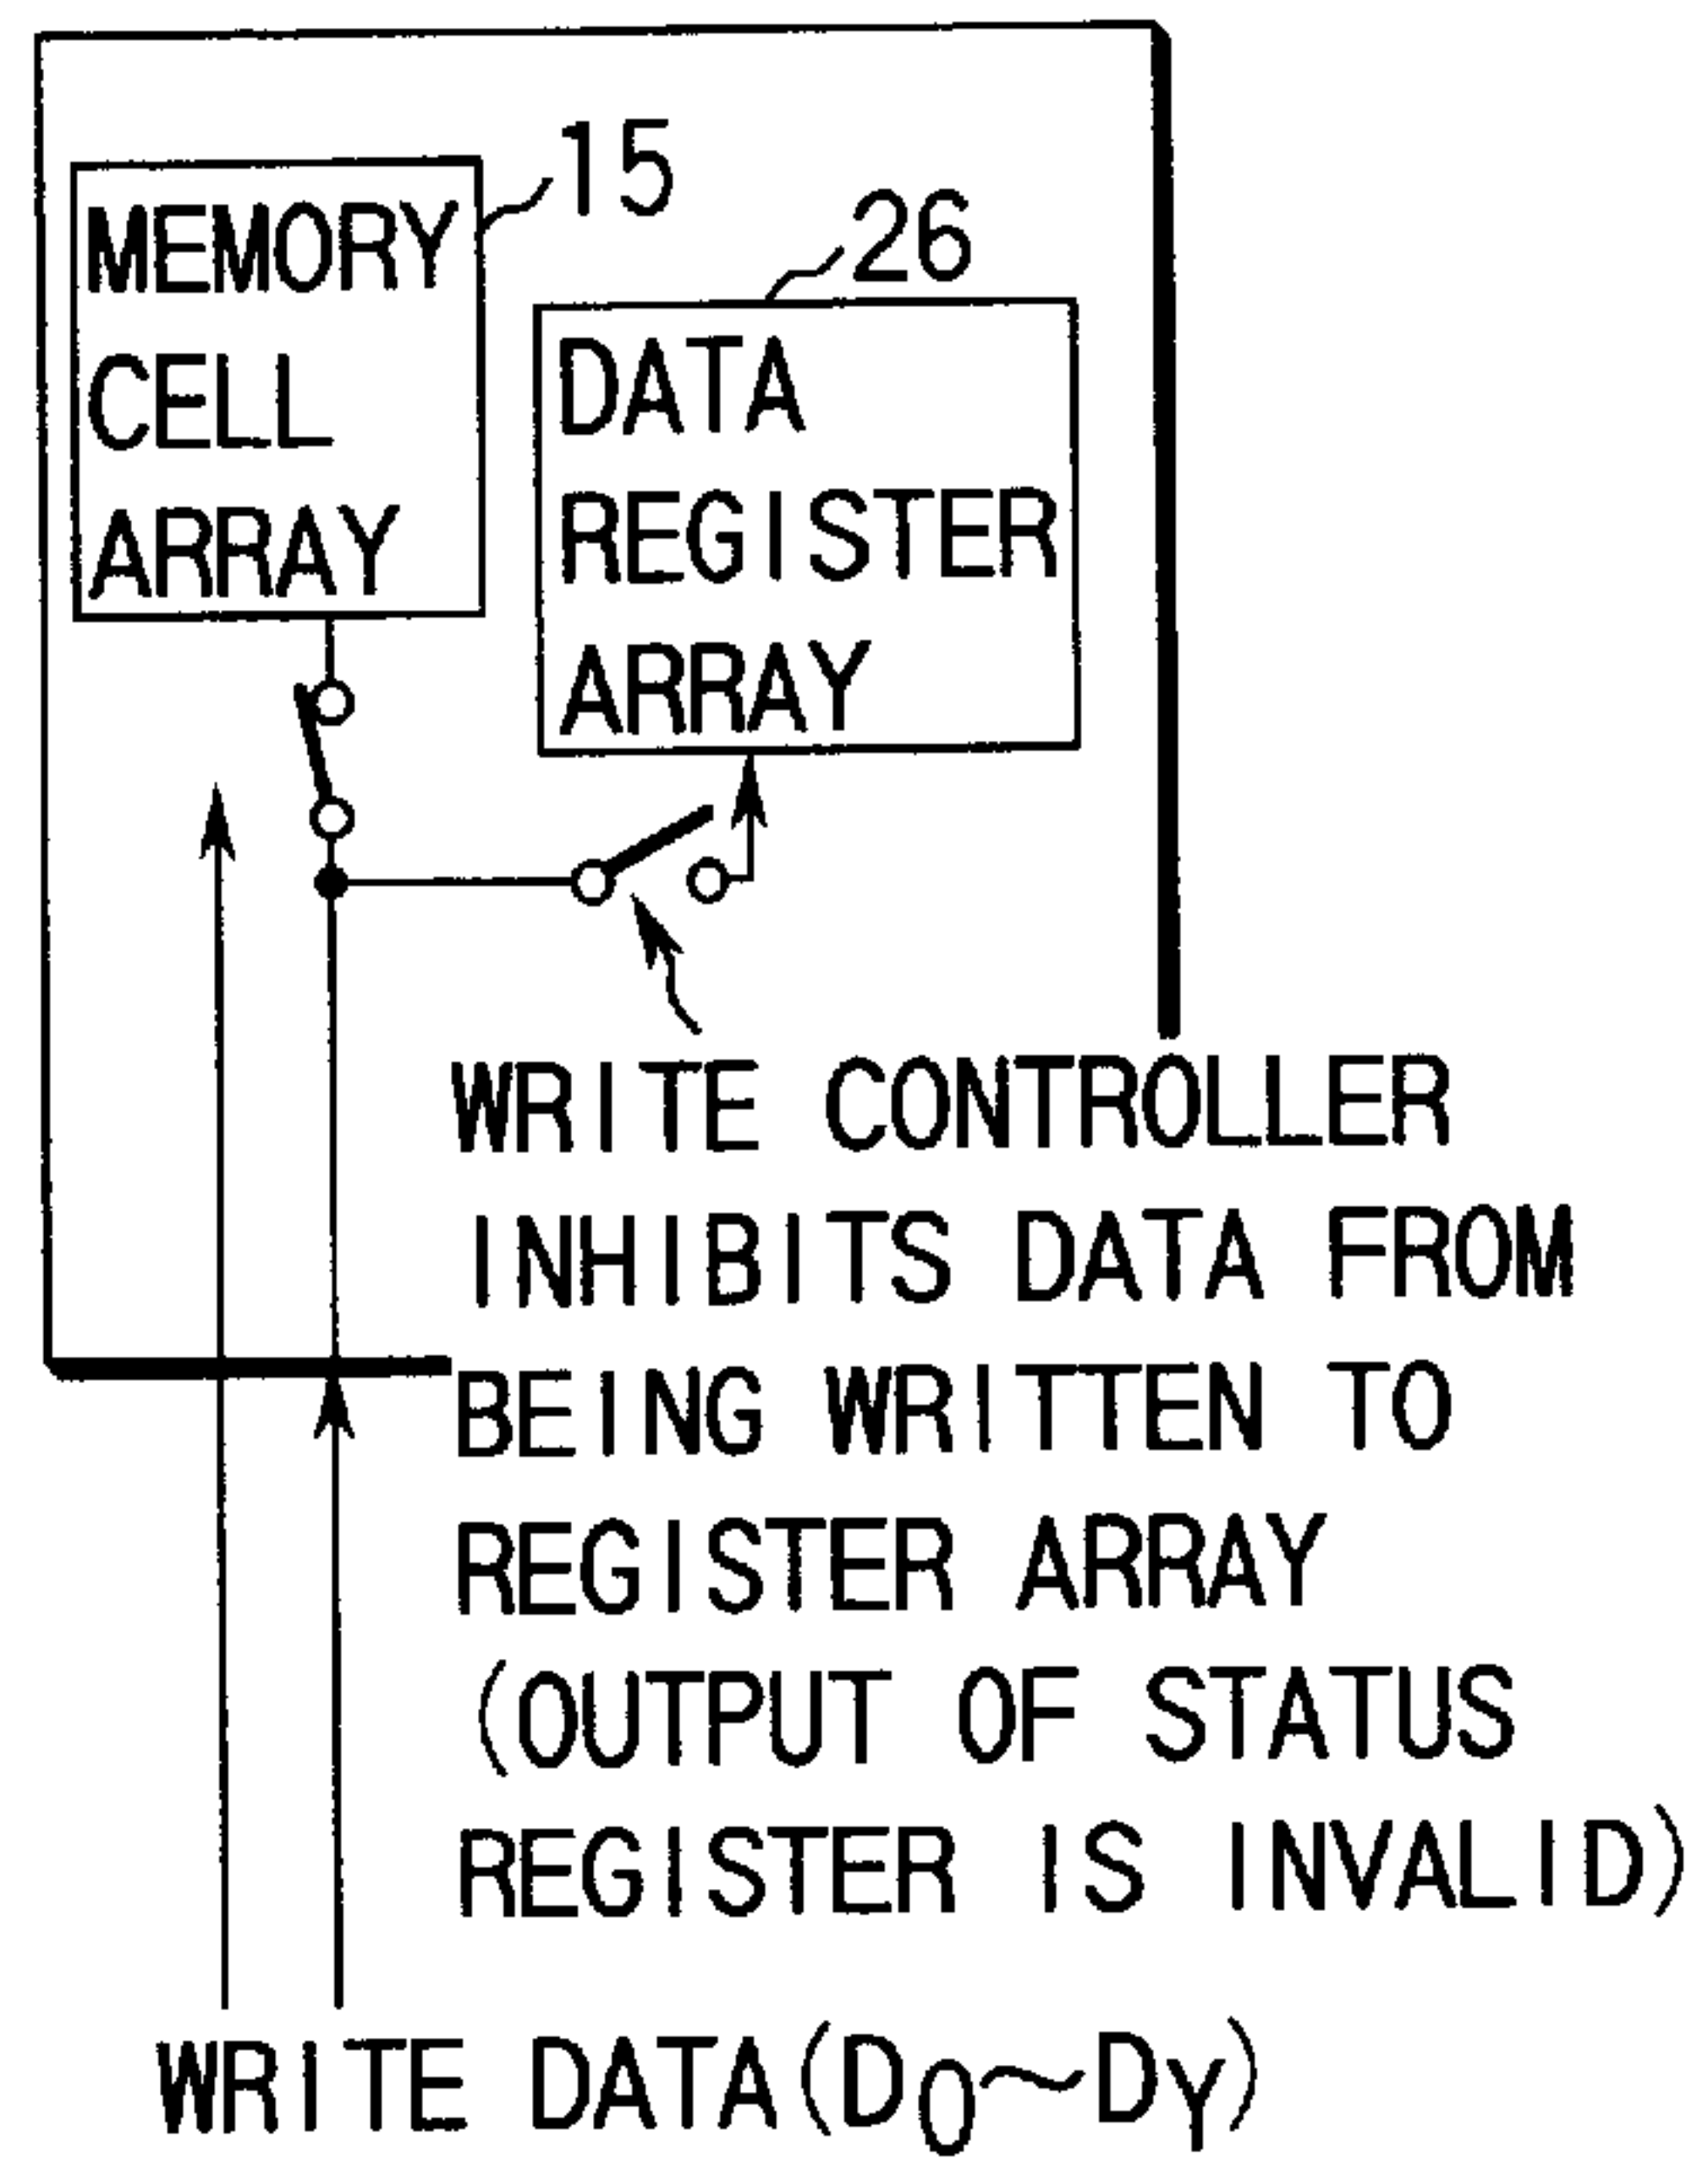 15
MEMORY
CELL
ARRAY
26
DATA
REGISTER
ARRAY
WRITE CONTROLLER
INHIBITS DATA FROM
BEING WRITTEN TO
REGISTER ARRAY
(OUTPUT OF STATUS
REGISTER IS INVALID)
WRITE DATA(D0~DY)